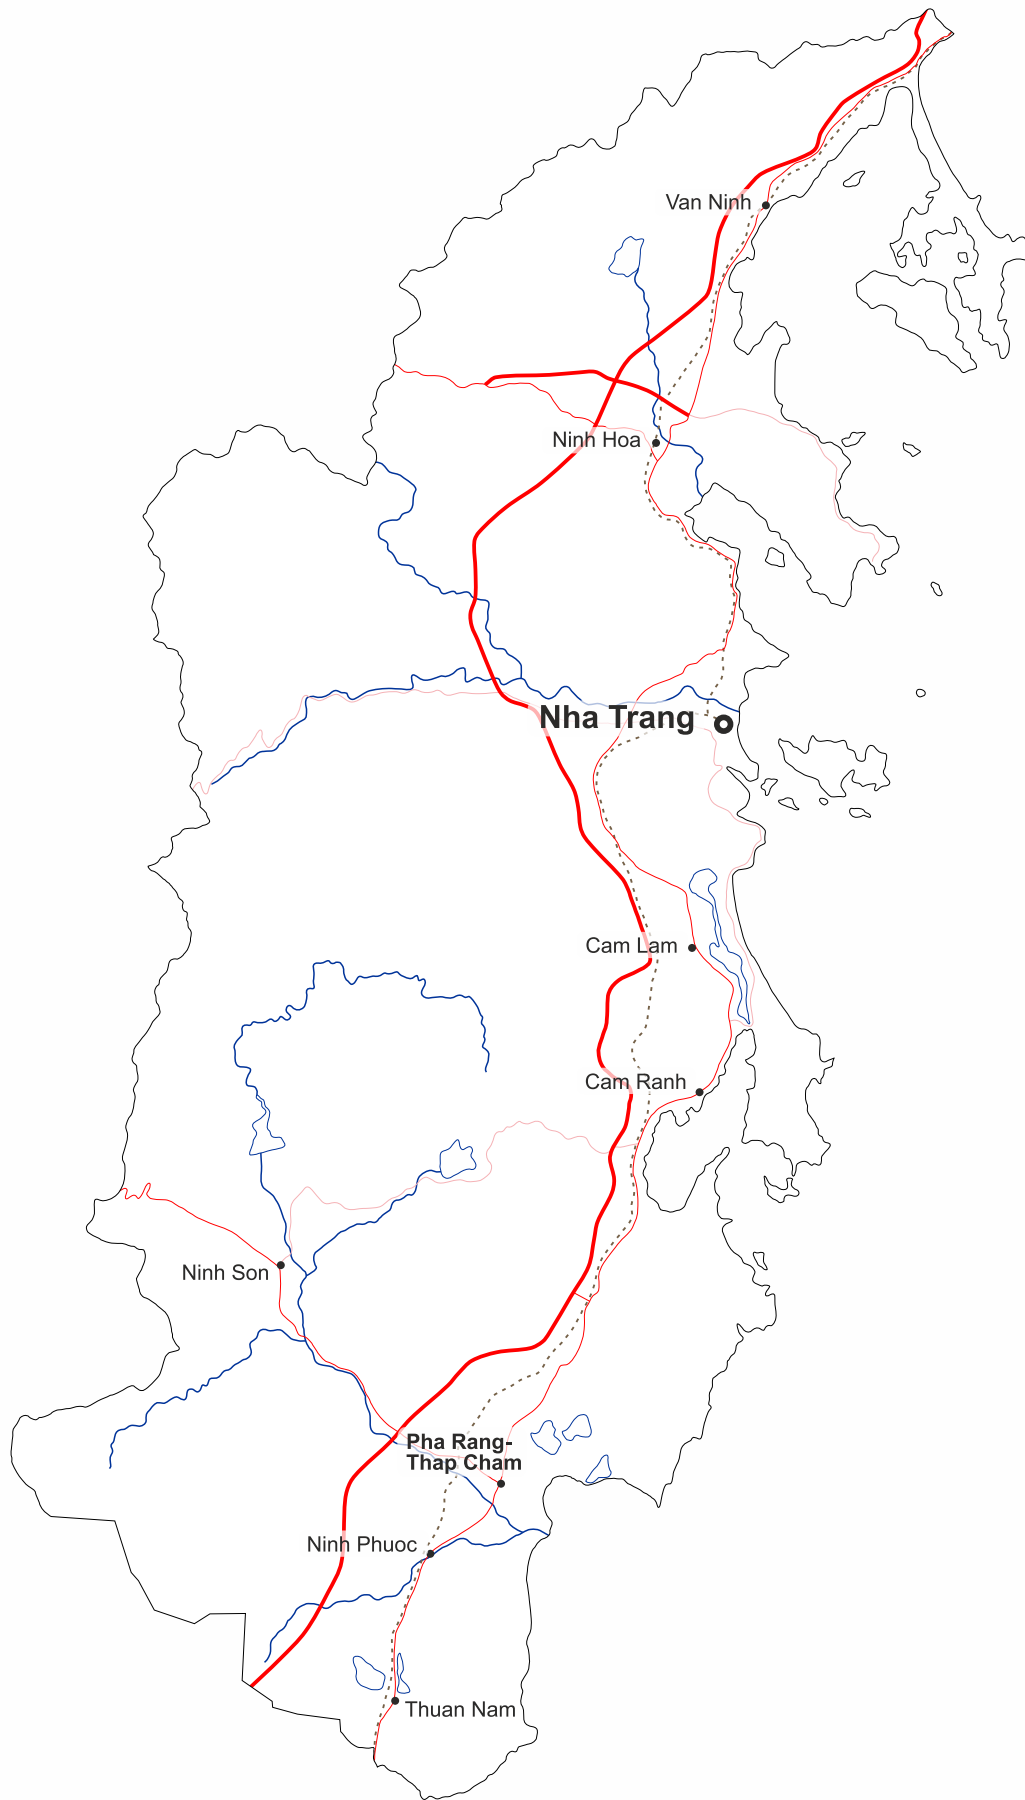 Van Ninh
Ninh Hoa
Nha Trang
Cam Lam
Cam Ranh
Ninh Son
Pha Rang-
Thap Cham
Ninh Phuoc
Thuan Nam